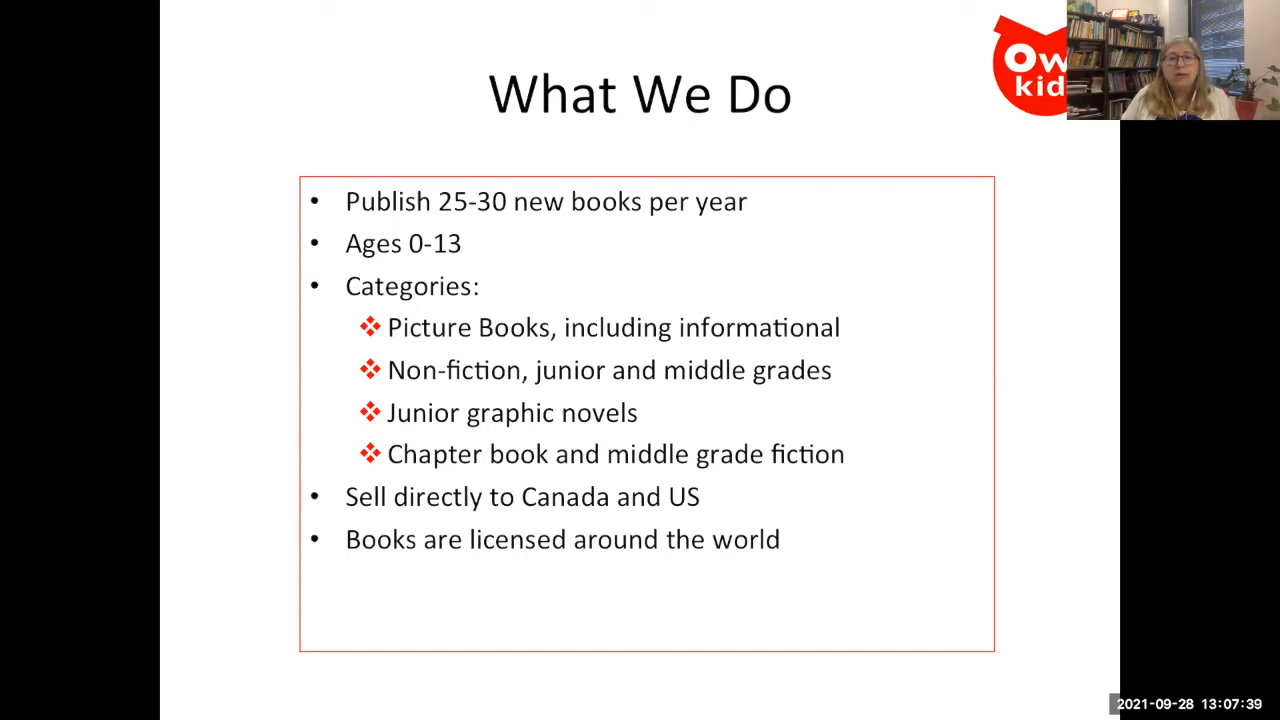 What We Do
Ow
kid
• Publish 25-30 new books per year
• Ages 0-13
• Categories:
❖ Picture Books, including informational
❖ Non-fiction, junior and middle grades
❖ Junior graphic novels
❖ Chapter book and middle grade fiction
• Sell directly to Canada and US
• Books are licensed around the world
2021-09-28 13:07:39